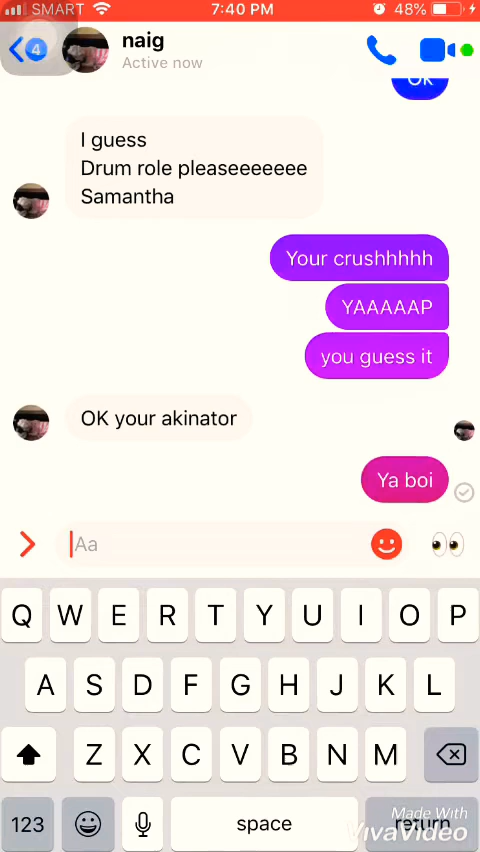 SMART 7:40 PM 48%
4
naig
Active now
OK
I guess
Drum role pleaseeeeeee
Samantha
Your crushhhhh
YAAAAAP
you guess it
OK your akinator
Ya boi
Aa
Q W E R T Y U I O P
A S D F G H J K L
Z X C V B N M
123 space return
Made With
VivaVideo